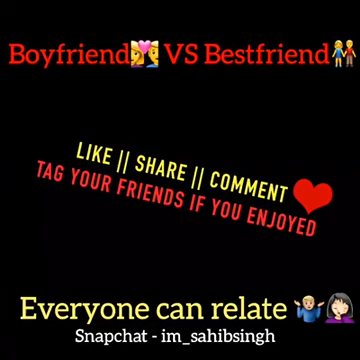 Boyfriend👩‍❤️‍💋‍👨 VS Bestfriend👫
LIKE || SHARE || COMMENT ❤
TAG YOUR FRIENDS IF YOU ENJOYED
Everyone can relate 🤷🏼‍♂️🤦🏻‍♀️
Snapchat - im_sahibsingh